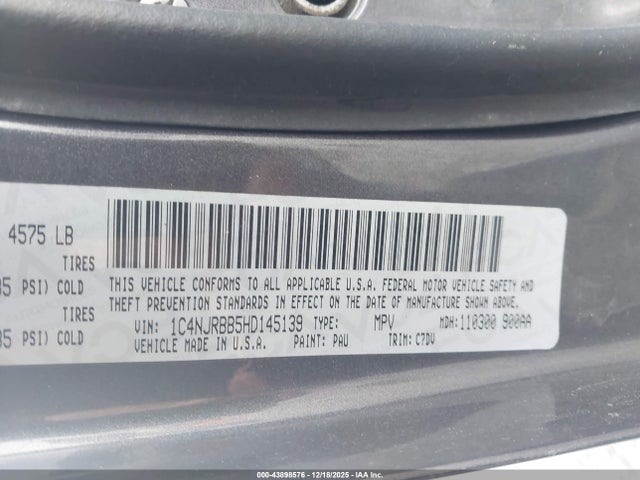 4575 LB
TIRES
35 PSI) COLD
TIRES
35 PSI) COLD
THIS VEHICLE CONFORMS TO ALL APPLICABLE U.S.A. FEDERAL MOTOR VEHICLE SAFETY AND
THEFT PREVENTION STANDARDS IN EFFECT ON THE DATE OF MANUFACTURE SHOWN ABOVE.
VIN: 1C4NJRBB5HD145139 TYPE: MPV MDH: 110300 900AA
VEHICLE MADE IN U.S.A. PAINT: PAU TRIM: C7DV
000-43898576 | 12/18/2025 | IAA Inc.